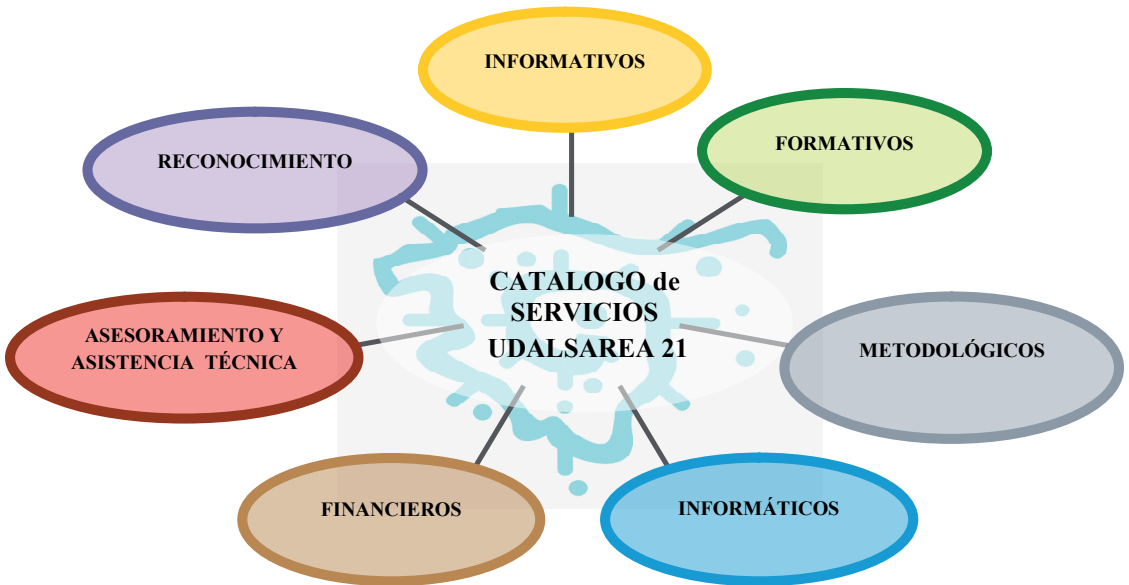 INFORMATIVOS
FORMATIVOS
RECONOCIMIENTO
CATALOGO de
SERVICIOS
UDALSAREA 21
ASESORAMIENTO Y
ASISTENCIA TÉCNICA
METODOLÓGICOS
FINANCIEROS
INFORMÁTICOS